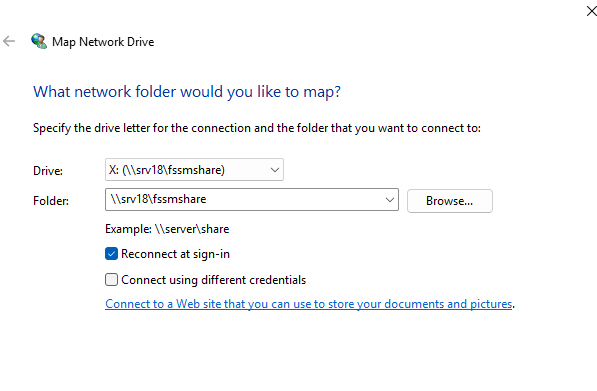 Map Network Drive
What network folder would you like to map?
Specify the drive letter for the connection and the folder that you want to connect to:
Drive: X: (\\srv18\fssmshare)
Folder: \\srv18\fssmshare Browse...
Example: \\server\share
Reconnect at sign-in
Connect using different credentials
Connect to a Web site that you can use to store your documents and pictures.